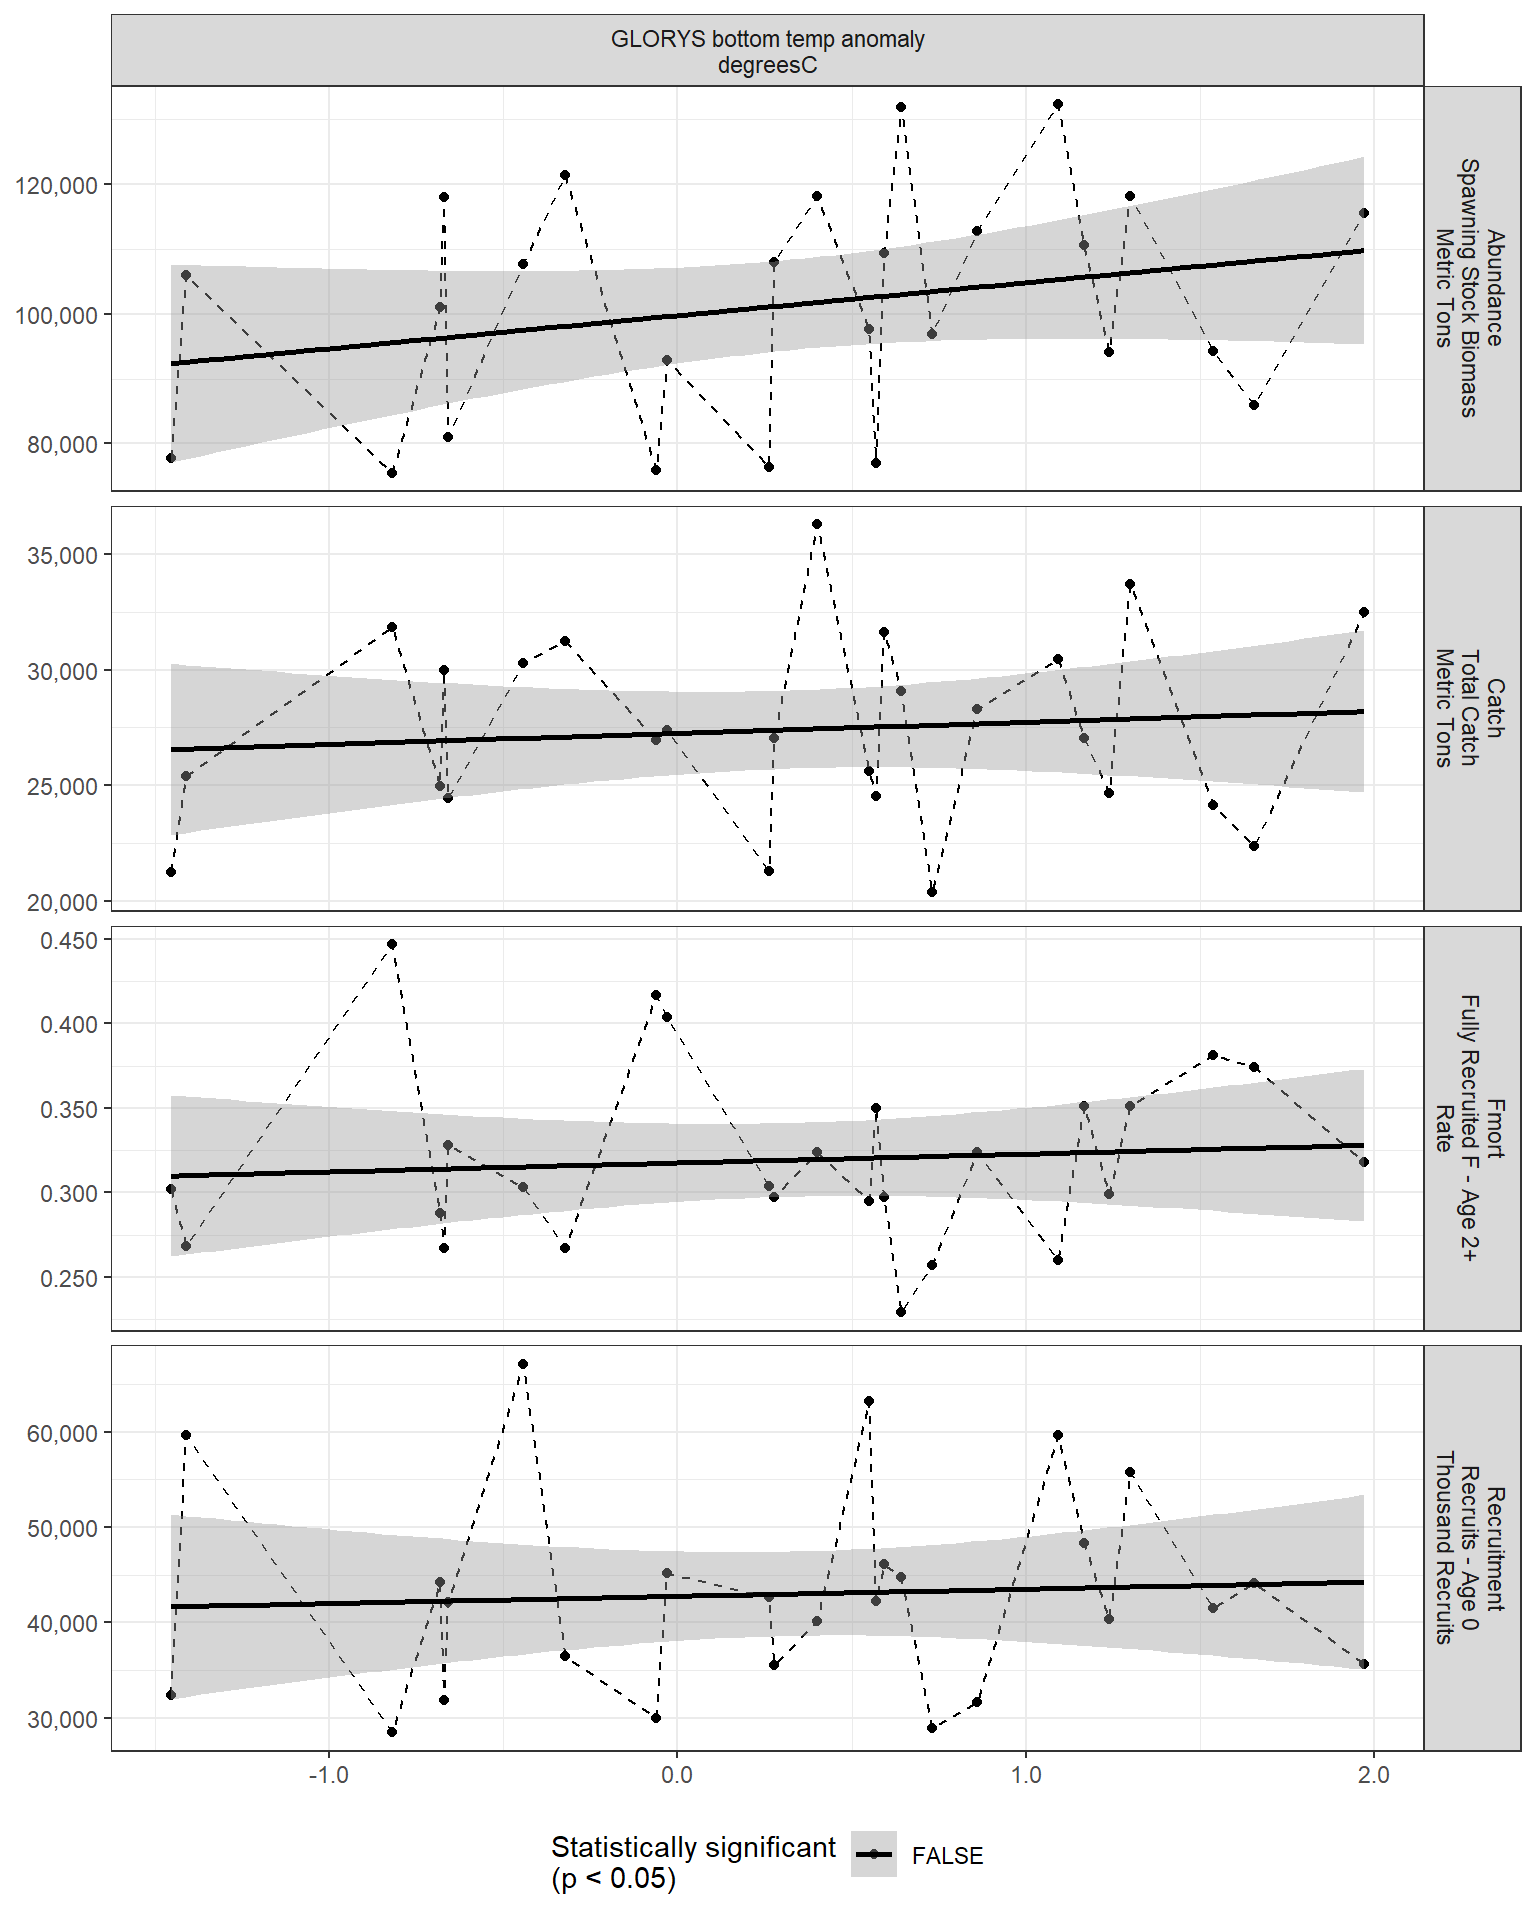 GLORYS bottom temp anomaly
degreesC
120,000
100,000
80,000
Abundance
Spawning Stock Biomass
Metric Tons
35,000
30,000
25,000
20,000
Catch
Total Catch
Metric Tons
0.450
0.400
0.350
0.300
0.250
Fmort
Fully Recruited F - Age 2+
Rate
60,000
50,000
40,000
30,000
Recruitment
Recruits - Age 0
Thousand Recruits
-1.0
0.0
1.0
2.0
Statistically significant
(p < 0.05)
FALSE